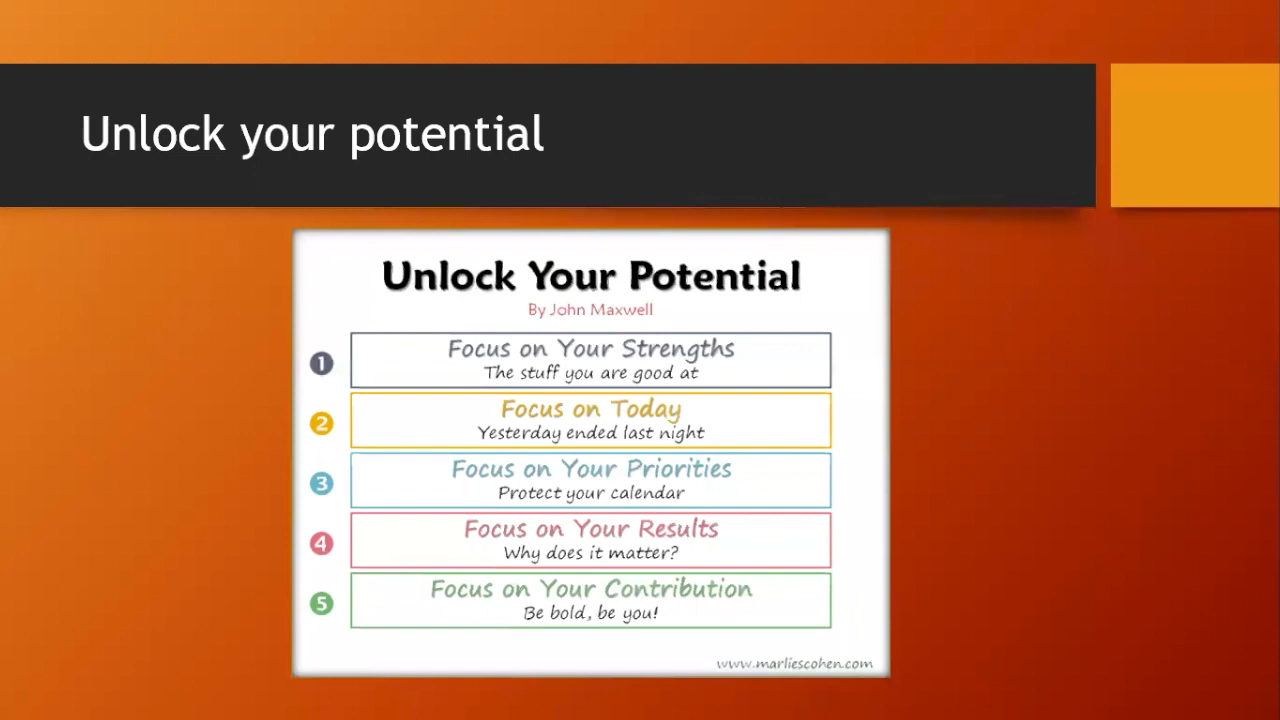 Unlock your potential
Unlock Your Potential
By John Maxwell
1
Focus on Your Strengths
The stuff you are good at
2
Focus on Today
Yesterday ended last night
3
Focus on Your Priorities
Protect your calendar
4
Focus on Your Results
Why does it matter?
5
Focus on Your Contribution
Be bold, be you!
www.marliescohen.com